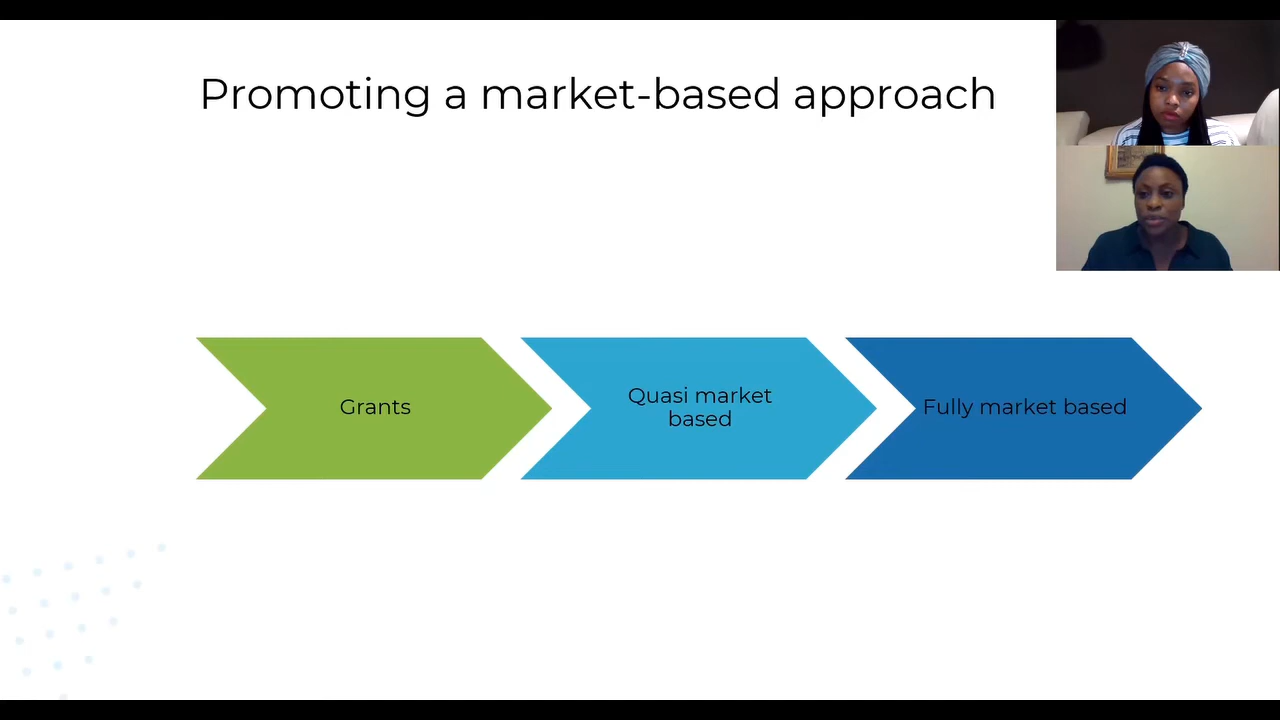 Promoting a market-based approach
Grants
Quasi market
based
Fully market based